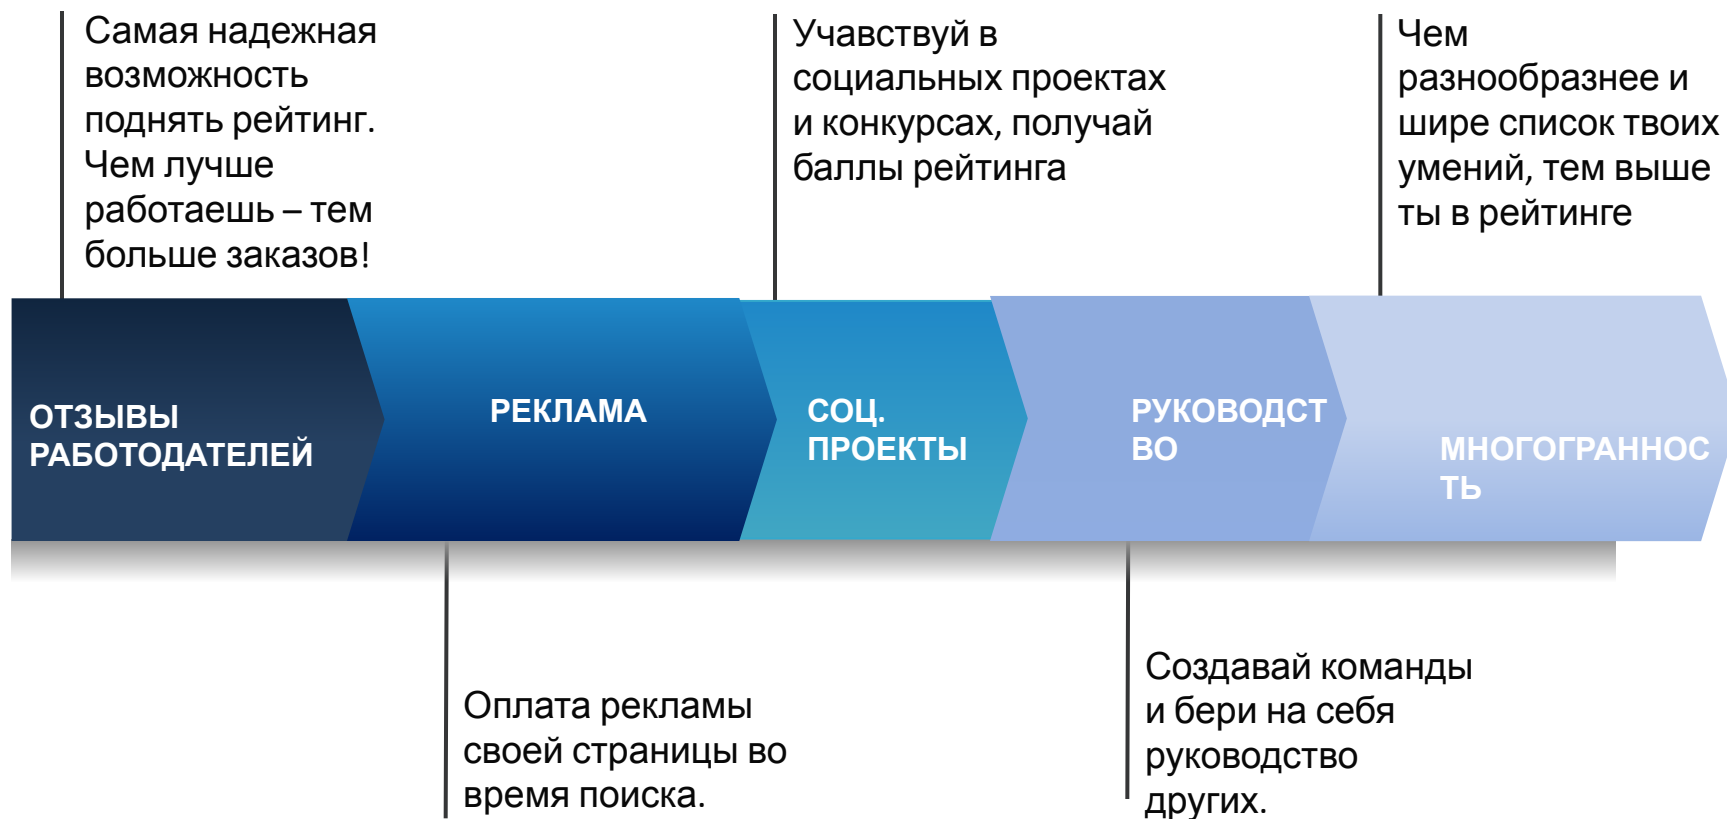 Самая надежная
возможность
поднять рейтинг.
Чем лучше
работаешь – тем
больше заказов!
Учавствуй в
социальных проектах
и конкурсах, получай
баллы рейтинга
Чем
разнообразнее и
шире список твоих
умений, тем выше
ты в рейтинге
ОТЗЫВЫ
РАБОТОДАТЕЛЕЙ
РЕКЛАМА
СОЦ.
ПРОЕКТЫ
РУКОВОДСТ
ВО
МНОГОГРАННОС
ТЬ
Оплата рекламы
своей страницы во
время поиска.
Создавай команды
и бери на себя
руководство
других.